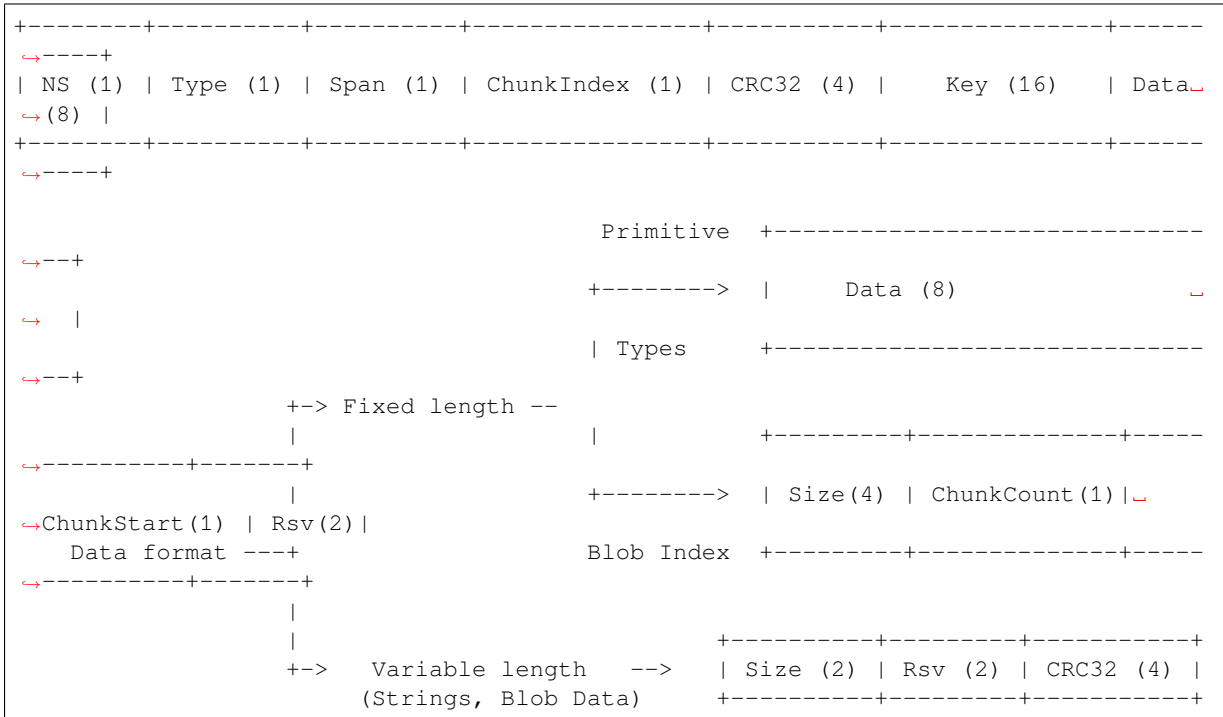 +--------+----------+----------+----------------+-----------+---------------+------
↪----+
| NS (1) | Type (1) | Span (1) | ChunkIndex (1) | CRC32 (4) |    Key (16)   | Data␣
↪(8) |
+--------+----------+----------+----------------+-----------+---------------+------
↪----+
                                         Primitive  +------------------------------
↪--+
                                        +-------->  |     Data (8)                ␣
↪  |
                                        | Types     +------------------------------
↪--+
                   +-> Fixed length --
                   |                    |           +---------+--------------+-----
↪----------+-------+
                   |                    +-------->  | Size(4) | ChunkCount(1)|␣
↪ChunkStart(1) | Rsv(2)|
    Data format ---+                    Blob Index  +---------+--------------+-----
↪----------+-------+
                   |
                   |                             +----------+---------+-----------+
                   +->   Variable length   -->   | Size (2) | Rsv (2) | CRC32 (4) |
                        (Strings, Blob Data)     +----------+---------+-----------+